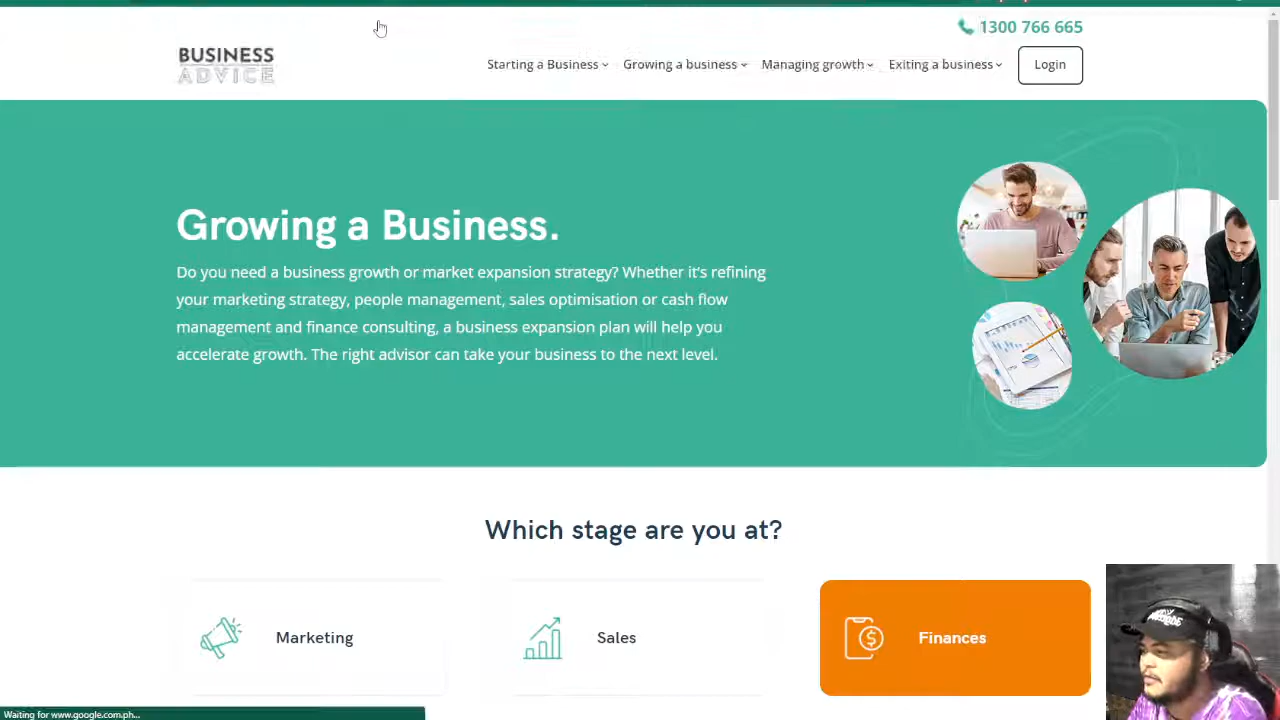 1300 766 665
BUSINESS
ADVICE
Starting a Business
Growing a business
Managing growth
Exiting a business
Login
Growing a Business.
Do you need a business growth or market expansion strategy? Whether it's refining
your marketing strategy, people management, sales optimisation or cash flow
management and finance consulting, a business expansion plan will help you
accelerate growth. The right advisor can take your business to the next level.
Which stage are you at?
Marketing
Sales
Finances
Waiting for www.google.com.ph...